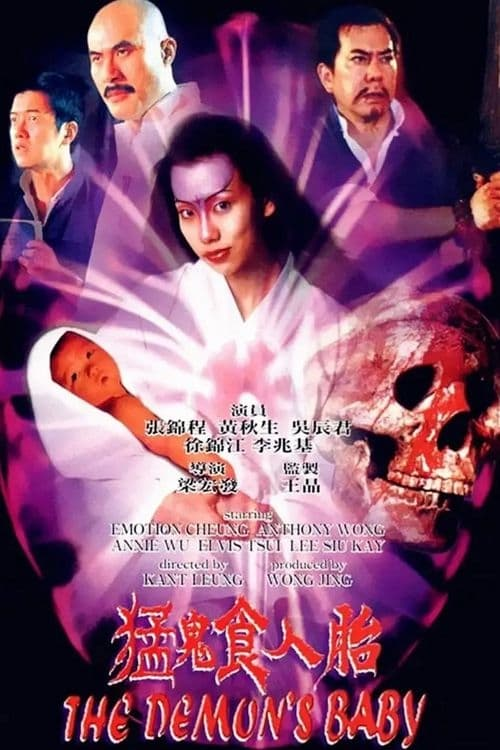 演員
張錦程 黃秋生 吳辰君
徐錦江 李兆基
導演 監製
梁宏發 王晶
starring
EMOTION CHEUNG ANTHONY WONG
ANNIE WU ELVIS TSUI LEE SIU KAY
directed by produced by
KANT LEUNG WONG JING
猛鬼食人胎
THE DEMON'S BABY